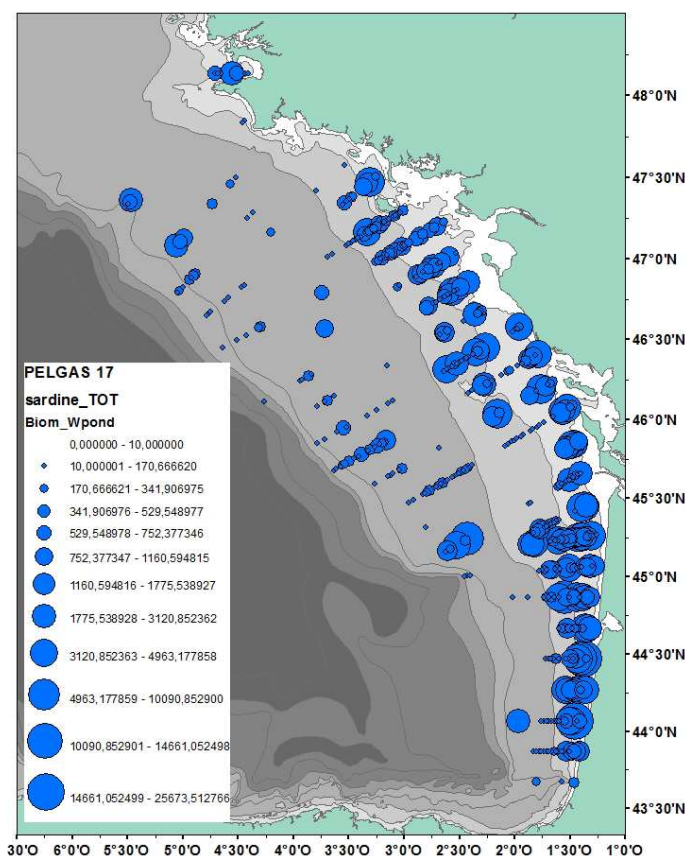 48°0'N
47°30'N
47°0'N
46°30'N
46°0'N
45°30'N
45°0'N
44°30'N
44°0'N
43°30'N
PELGAS 17
sardine_TOT
Biom_Wpond
0,000000 - 10,000000
10,000001 - 170,666620
170,666621 - 341,906975
341,906976 - 529,548977
529,548978 - 752,377346
752,377347 - 1160,594815
1160,594816 - 1775,538927
1775,538928 - 3120,852362
3120,852363 - 4963,177858
4963,177859 - 10090,852900
10090,852901 - 14661,052498
14661,052499 - 25673,512766
30'O 5°0'O 4°30'O 4°0'O 3°30'O 3°0'O 2°30'O 2°0'O 1°30'O 1°0'O